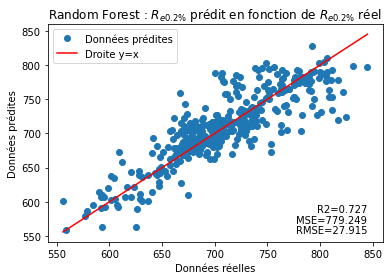 Random Forest : $R_{e0.2\%}$ prédit en fonction de $R_{e0.2\%}$ réel
Données prédites
Droite y=x
Données prédites
850
800
750
700
650
600
550
R2=0.727
MSE=779.249
RMSE=27.915
550 600 650 700 750 800 850
Données réelles